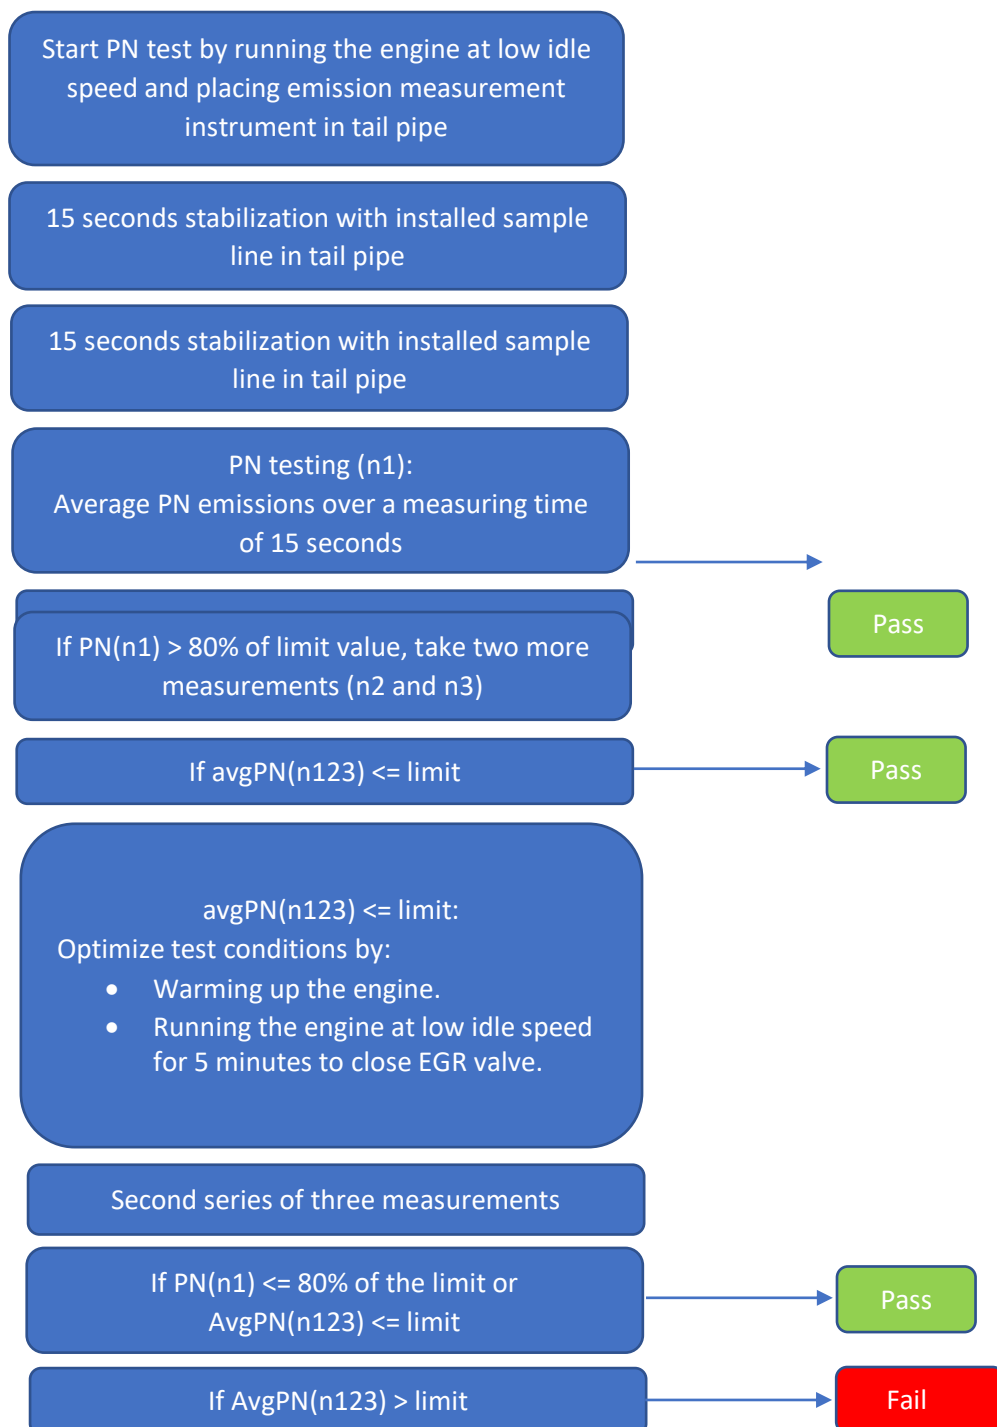 Start PN test by running the engine at low idle
speed and placing emission measurement
instrument in tail pipe
15 seconds stabilization with installed sample
line in tail pipe
15 seconds stabilization with installed sample
line in tail pipe
PN testing (n1):
Average PN emissions over a measuring time
of 15 seconds
Pass
If PN(n1) > 80% of limit value, take two more
measurements (n2 and n3)
If avgPN(n123) <= limit
Pass
avgPN(n123) <= limit:
Optimize test conditions by:
• Warming up the engine.
• Running the engine at low idle speed
for 5 minutes to close EGR valve.
Second series of three measurements
If PN(n1) <= 80% of the limit or
AvgPN(n123) <= limit
Pass
If AvgPN(n123) > limit
Fail